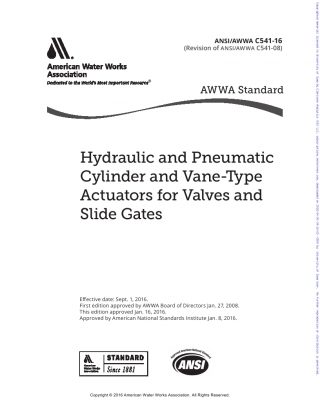 ANSI/AWWA C541-16
(Revision of ANSI/AWWA C541-08)
American Water Works
Association
Dedicated to the World's Most Important Resource®
AWWA Standard
Hydraulic and Pneumatic
Cylinder and Vane-Type
Actuators for Valves and
Slide Gates
Effective date: Sept. 1, 2016.
First edition approved by AWWA Board of Directors Jan. 27, 2008.
This edition approved Jan. 16, 2016.
Approved by American National Standards Institute Jan. 8, 2016.
American Water Works
Association
STANDARD
Since 1881
ANSI
Copyright © 2016 American Water Works Association. All Rights Reserved.